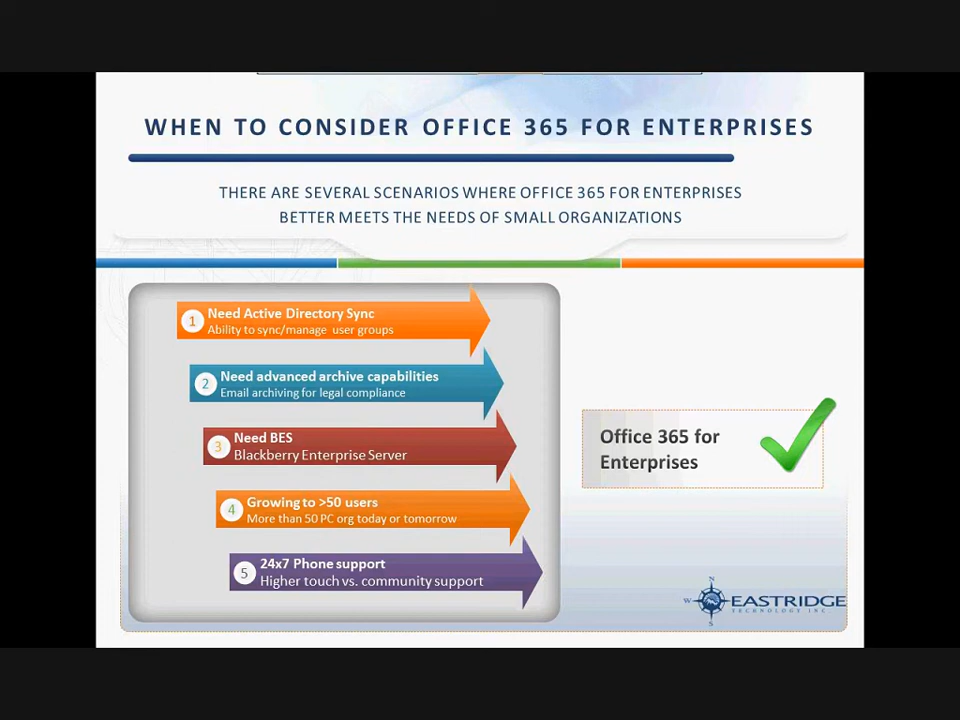 WHEN TO CONSIDER OFFICE 365 FOR ENTERPRISES
THERE ARE SEVERAL SCENARIOS WHERE OFFICE 365 FOR ENTERPRISES
BETTER MEETS THE NEEDS OF SMALL ORGANIZATIONS
1 Need Active Directory Sync
Ability to sync/manage user groups
2 Need advanced archive capabilities
Email archiving for legal compliance
3 Need BES
Blackberry Enterprise Server
4 Growing to >50 users
More than 50 PC org today or tomorrow
5 24x7 Phone support
Higher touch vs. community support
Office 365 for
Enterprises
N
W
EASTRIDGE
TECHNOLOGY INC.
S